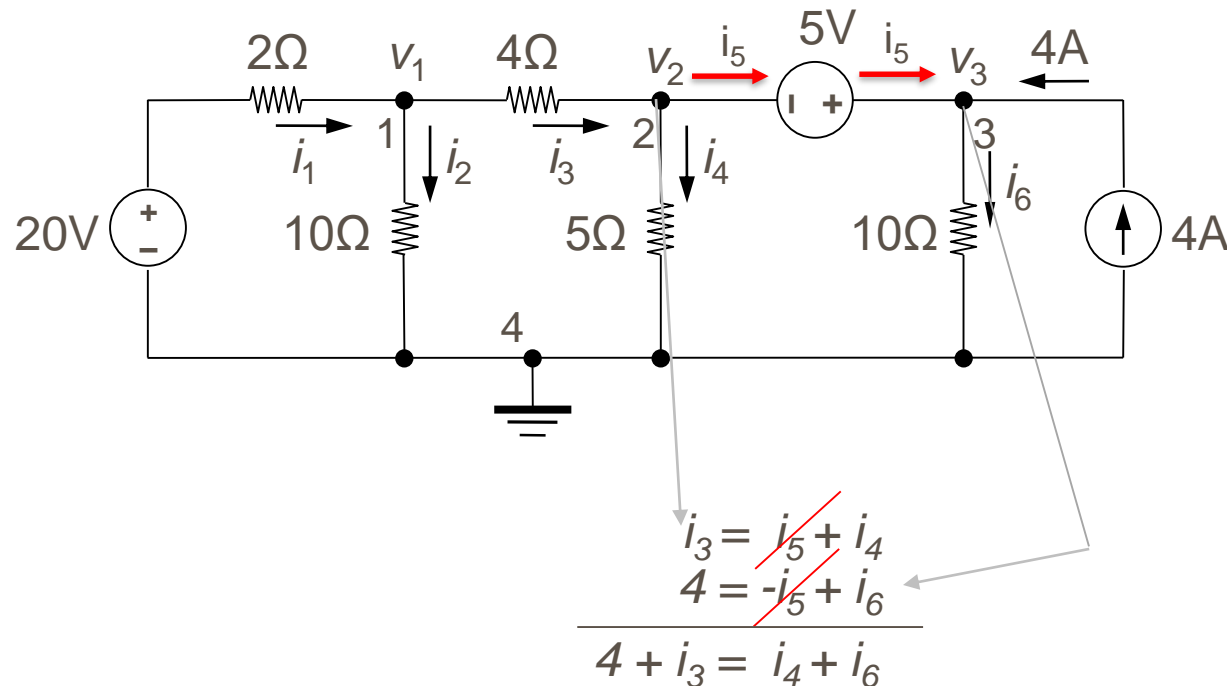 5V
i₅ i₅
2Ω v₁ 4Ω v₂ v₃ 4A
1 2 3
i₁ i₂ i₃ i₄ i₆
20V + − 10Ω 5Ω 10Ω 4A
4
i₃ = i₅ + i₄
4 = -i₅ + i₆
4 + i₃ = i₄ + i₆